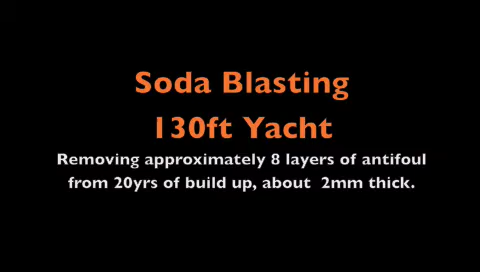 Soda Blasting
130ft Yacht
Removing approximately 8 layers of antifoul
from 20yrs of build up, about  2mm thick.